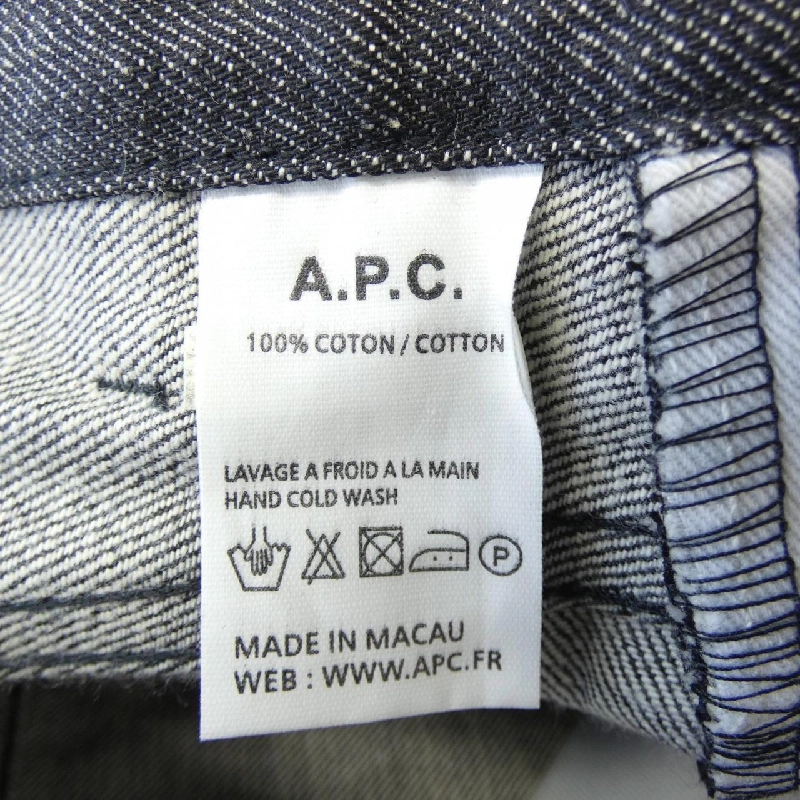 A.P.C.
100% COTON / COTTON
LAVAGE A FROID A LA MAIN
HAND COLD WASH
P
MADE IN MACAU
WEB : WWW.APC.FR